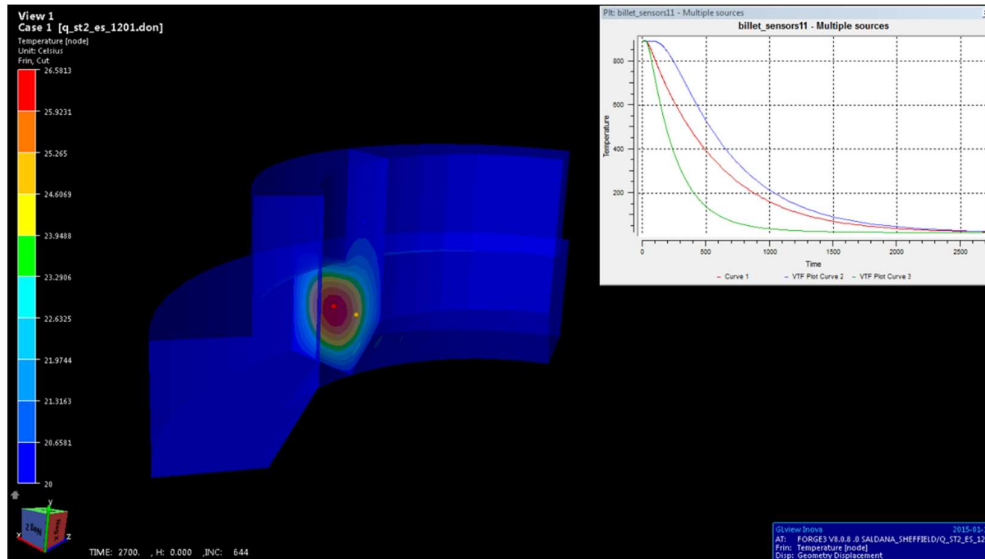 View 1
Case 1 [q_st2_es_1201.don]
Temperature [node]
Unit: Celsius
Frin, Cut
26.5813
25.9231
25.265
24.6069
23.9488
23.2906
22.6325
21.9744
21.3163
20.6581
20
Plt: billet_sensors11 - Multiple sources
billet_sensors11 - Multiple sources
Temperature
800
600
400
200
0 500 1000 1500 2000 2500
Time
Curve 1 VTF Plot Curve 2 VTF Plot Curve 3
y
x
z
TIME: 2700. , H: 0.000 ,INC: 644
GLview Inova 2015-01-
AT: FORGE3 V8.0.8 .0 SALDANA_SHEFFIELD/Q_ST2_ES_12
Frin: Temperature [node]
Disp: Geometry Displacement